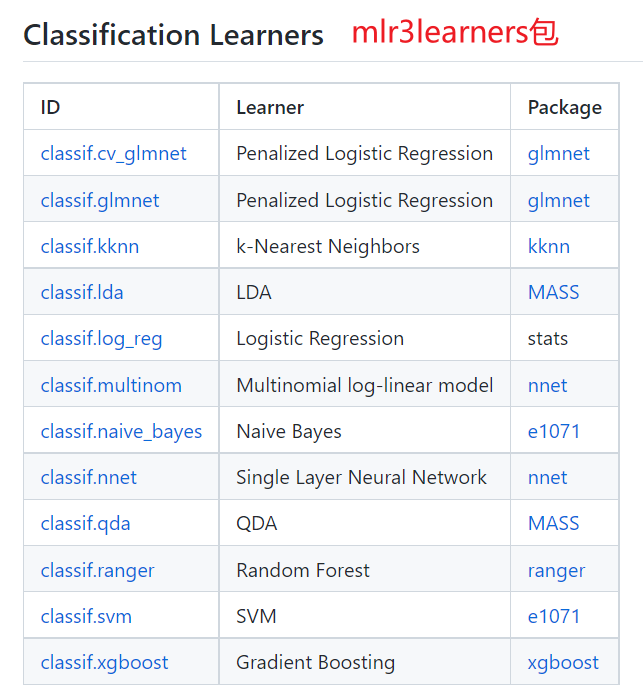 Classification Learners mlr3learners包
ID Learner Package
classif.cv_glmnet Penalized Logistic Regression glmnet
classif.glmnet Penalized Logistic Regression glmnet
classif.kknn k-Nearest Neighbors kknn
classif.lda LDA MASS
classif.log_reg Logistic Regression stats
classif.multinom Multinomial log-linear model nnet
classif.naive_bayes Naive Bayes e1071
classif.nnet Single Layer Neural Network nnet
classif.qda QDA MASS
classif.ranger Random Forest ranger
classif.svm SVM e1071
classif.xgboost Gradient Boosting xgboost